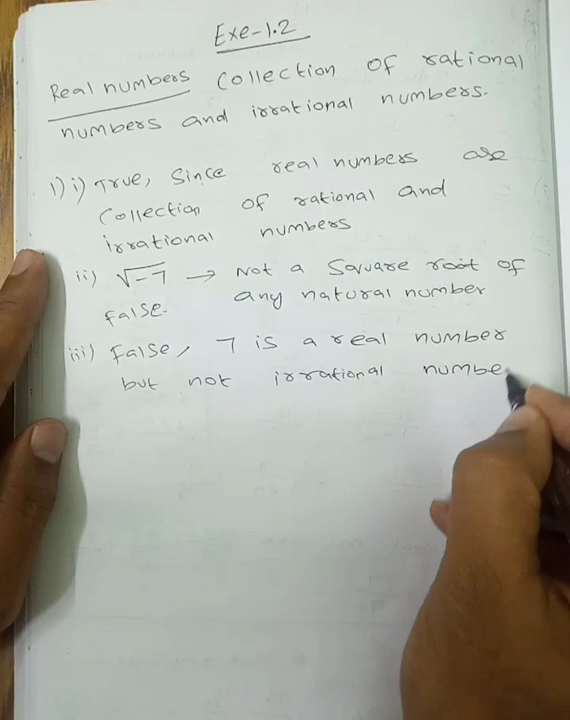 Exe-1.2
Real numbers Collection of rational
numbers and irrational numbers.
1) i) True, Since real numbers are
Collection of rational and
irrational numbers
ii) √-7 → Not a Square root of
False. any natural number
iii) False, 7 is a real number
but not irrational numbe